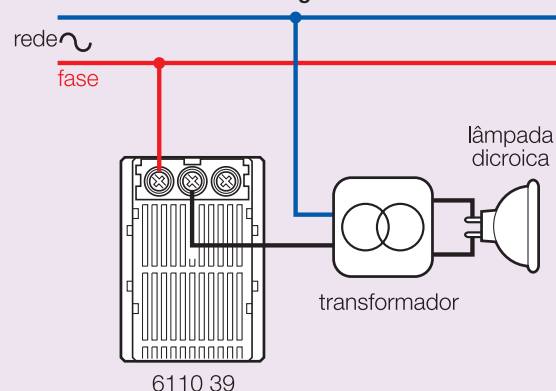 rede
fase
lâmpada
dicroica
transformador
6110 39